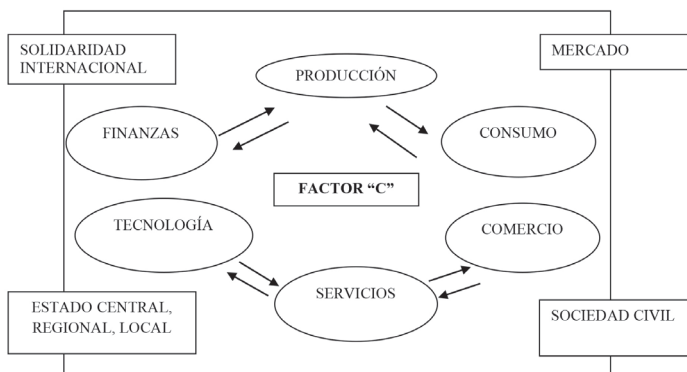 SOLIDARIDAD
INTERNACIONAL
MERCADO
PRODUCCIÓN
FINANZAS
CONSUMO
FACTOR “C”
TECNOLOGÍA
COMERCIO
SERVICIOS
ESTADO CENTRAL,
REGIONAL, LOCAL
SOCIEDAD CIVIL